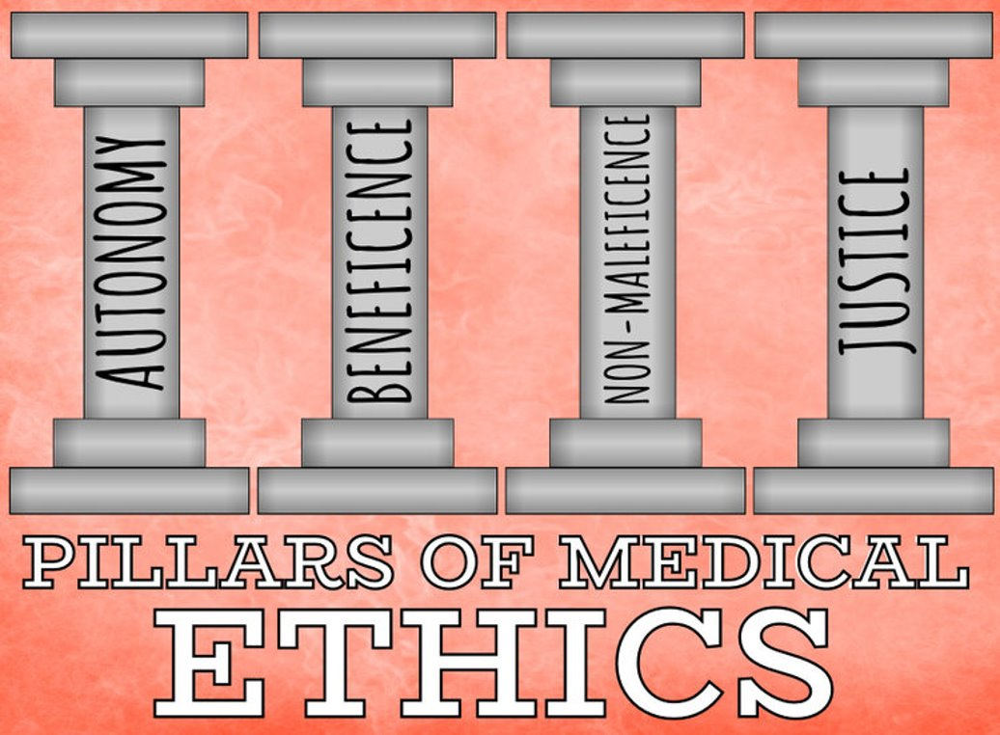 AUTONOMY
BENEFICENCE
NON-MALEFICENCE
JUSTICE
PILLARS OF MEDICAL
ETHICS